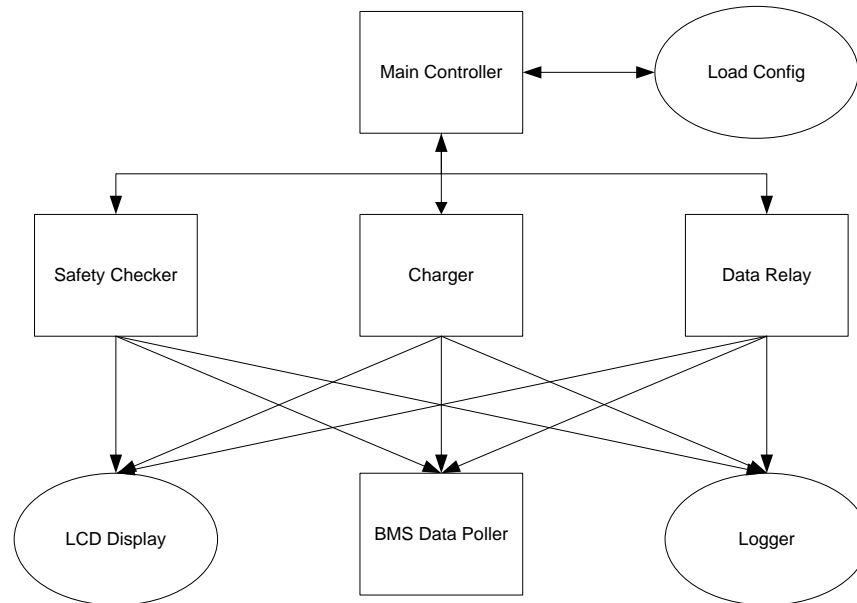 Main Controller
Load Config
Safety Checker
Charger
Data Relay
LCD Display
BMS Data Poller
Logger